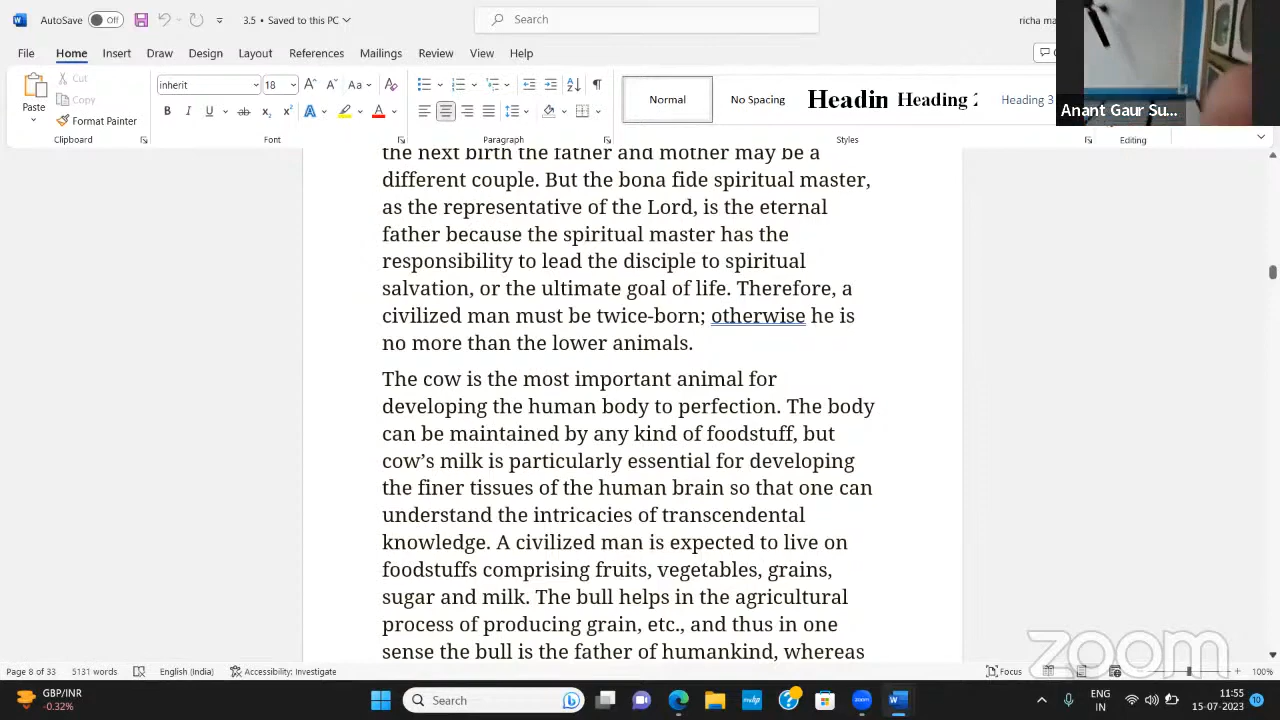 AutoSave Off 3.5 • Saved to this PC Search richa ma
File Home Insert Draw Design Layout References Mailings Review View Help
Paste Cut Copy Format Painter
inherit 18
Normal No Spacing Headin Heading 2 Heading 3
Clipboard Font Paragraph Styles Editing
Anant Gaur Su...
the next birth the father and mother may be a
different couple. But the bona fide spiritual master,
as the representative of the Lord, is the eternal
father because the spiritual master has the
responsibility to lead the disciple to spiritual
salvation, or the ultimate goal of life. Therefore, a
civilized man must be twice-born; otherwise he is
no more than the lower animals.
The cow is the most important animal for
developing the human body to perfection. The body
can be maintained by any kind of foodstuff, but
cow’s milk is particularly essential for developing
the finer tissues of the human brain so that one can
understand the intricacies of transcendental
knowledge. A civilized man is expected to live on
foodstuffs comprising fruits, vegetables, grains,
sugar and milk. The bull helps in the agricultural
process of producing grain, etc., and thus in one
sense the bull is the father of humankind, whereas
zoom
Page 8 of 33 5131 words English (India) Accessibility: Investigate Focus 100%
GBP/INR
-0.32%
Search
ENG
IN
11:55
15-07-2023
10